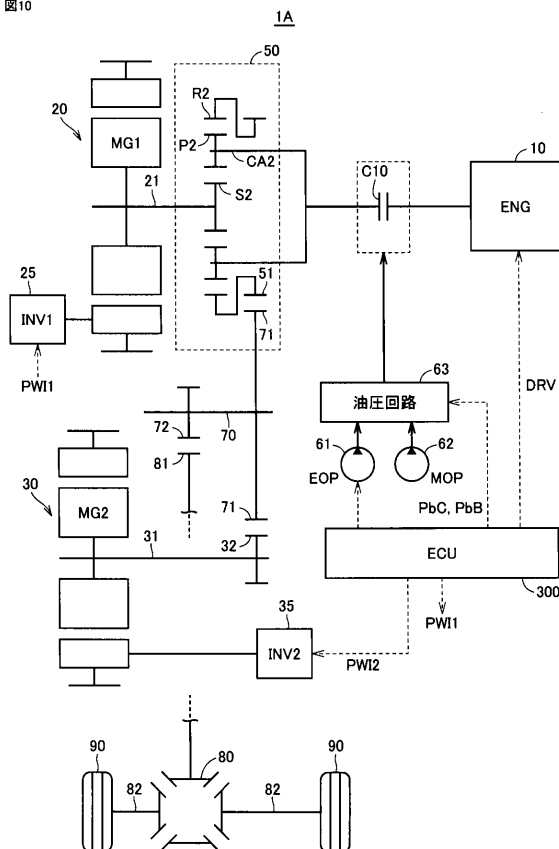 図10
1A
50
R2
P2
CA2
S2
20
MG1
21
C10
10
ENG
25
INV1
PWI1
51
71
DRV
63
油圧回路
72
70
81
61
62
EOP
MOP
30
MG2
71
PbC, PbB
31
32
ECU
300
35
INV2
PWI1
PWI2
90
80
90
82
82